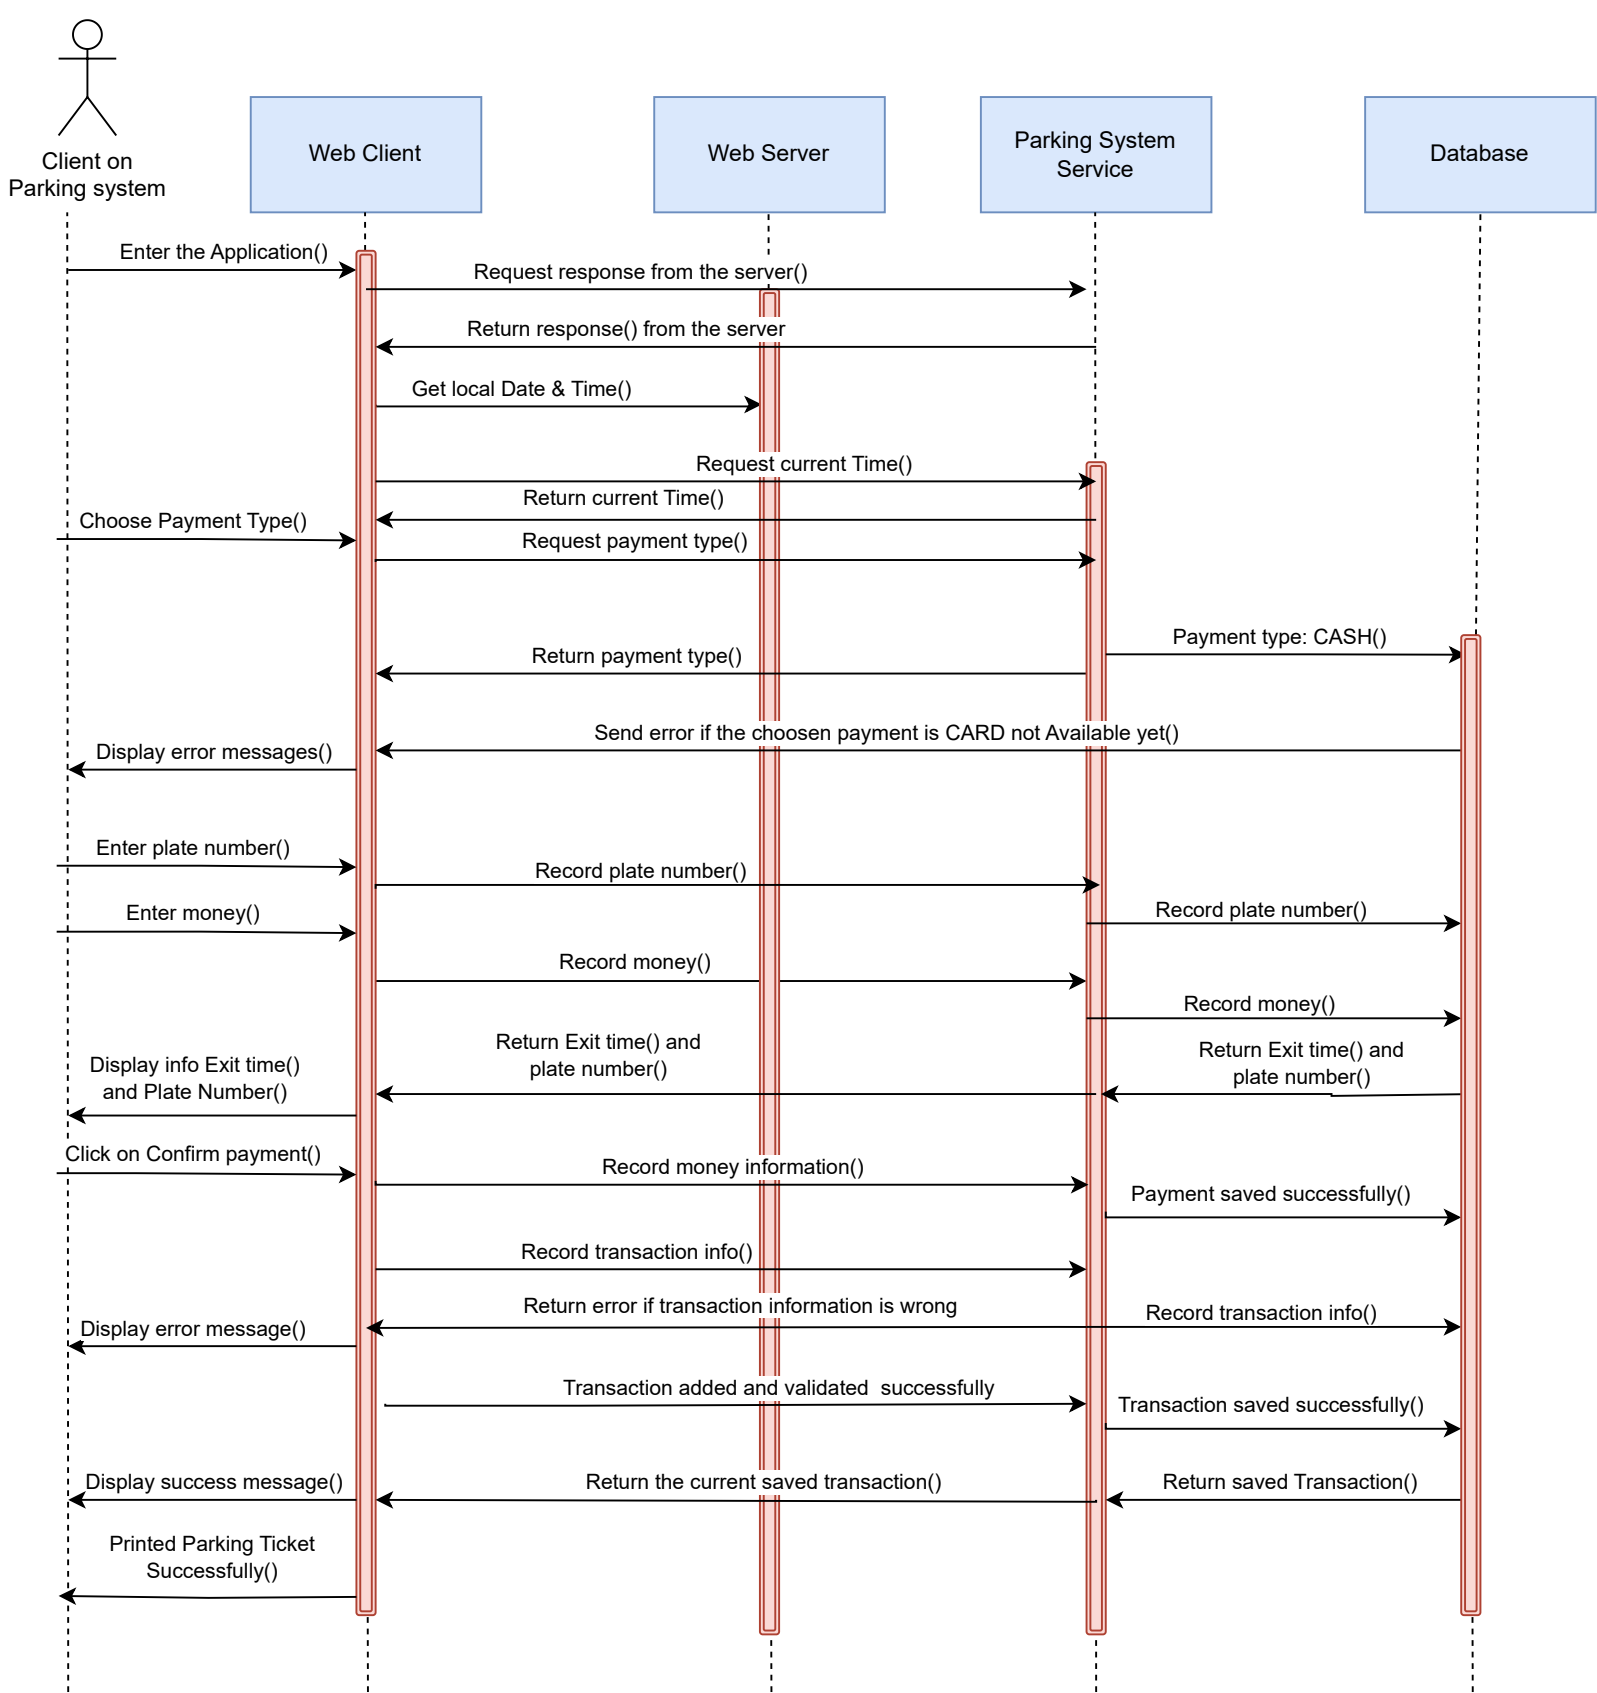 Client on
Parking system
Web Client
Web Server
Parking System
Service
Database
Enter the Application()
Request response from the server()
Return response() from the server
Get local Date & Time()
Request current Time()
Return current Time()
Choose Payment Type()
Request payment type()
Payment type: CASH()
Return payment type()
Send error if the choosen payment is CARD not Available yet()
Display error messages()
Enter plate number()
Record plate number()
Record plate number()
Enter money()
Record money()
Record money()
Return Exit time() and
plate number()
Return Exit time() and
plate number()
Display info Exit time()
and Plate Number()
Click on Confirm payment()
Record money information()
Payment saved successfully()
Record transaction info()
Return error if transaction information is wrong
Record transaction info()
Display error message()
Transaction added and validated  successfully
Transaction saved successfully()
Display success message()
Return the current saved transaction()
Return saved Transaction()
Printed Parking Ticket
Successfully()